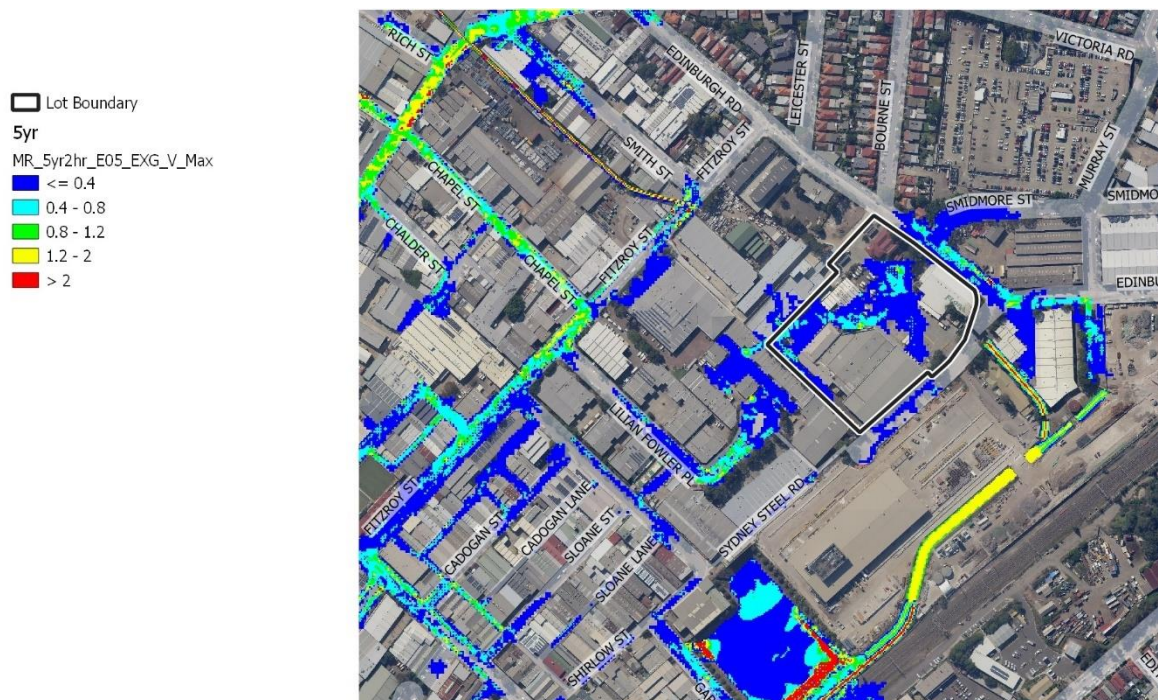 Lot Boundary
5yr
MR_5yr2hr_E05_EXG_V_Max
<= 0.4
0.4 - 0.8
0.8 - 1.2
1.2 - 2
> 2
RICH ST
EDINBURGH RD
LEICESTER ST
BOURNE ST
VICTORIA RD
MURRAY ST
SMITH ST
FITZROY ST
CHAPEL ST
SMIDMORE ST
SMIDMO
CHALDER ST
CHAPEL ST
FITZROY ST
EDINBU
LILIAN FOWLER PL
SYDNEY STEEL RD
FITZROY ST
CADOGAN ST
CADOGAN LANE
SLOANE ST
SLOANE LANE
SHIRLOW ST